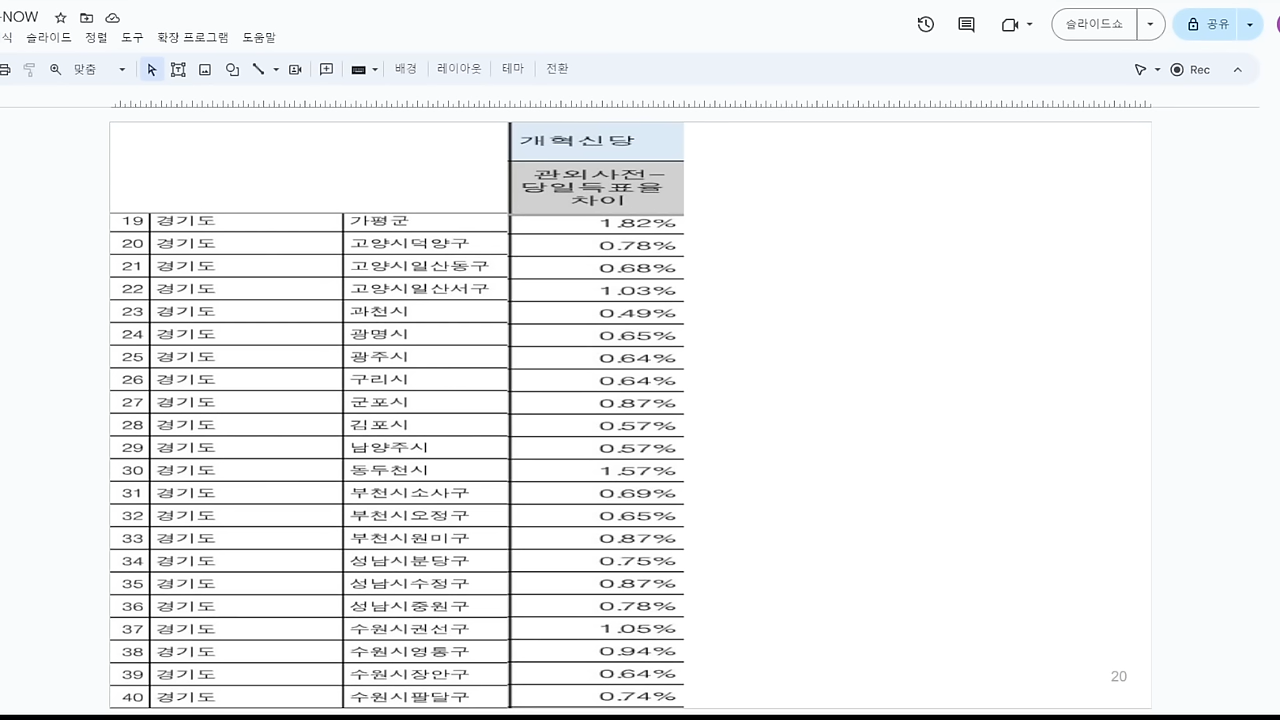 -NOW
식 슬라이드 정렬 도구 확장 프로그램 도움말
슬라이드쇼
공유
맞춤
배경 레이아웃 테마 전환
Rec
개혁신당
관외사전-
당일득표율
차이
19 경기도 가평군 1.82%
20 경기도 고양시덕양구 0.78%
21 경기도 고양시일산동구 0.68%
22 경기도 고양시일산서구 1.03%
23 경기도 과천시 0.49%
24 경기도 광명시 0.65%
25 경기도 광주시 0.64%
26 경기도 구리시 0.64%
27 경기도 군포시 0.87%
28 경기도 김포시 0.57%
29 경기도 남양주시 0.57%
30 경기도 동두천시 1.57%
31 경기도 부천시소사구 0.69%
32 경기도 부천시오정구 0.65%
33 경기도 부천시원미구 0.87%
34 경기도 성남시분당구 0.75%
35 경기도 성남시수정구 0.87%
36 경기도 성남시중원구 0.78%
37 경기도 수원시권선구 1.05%
38 경기도 수원시영통구 0.94%
39 경기도 수원시장안구 0.64%
40 경기도 수원시팔달구 0.74%
20